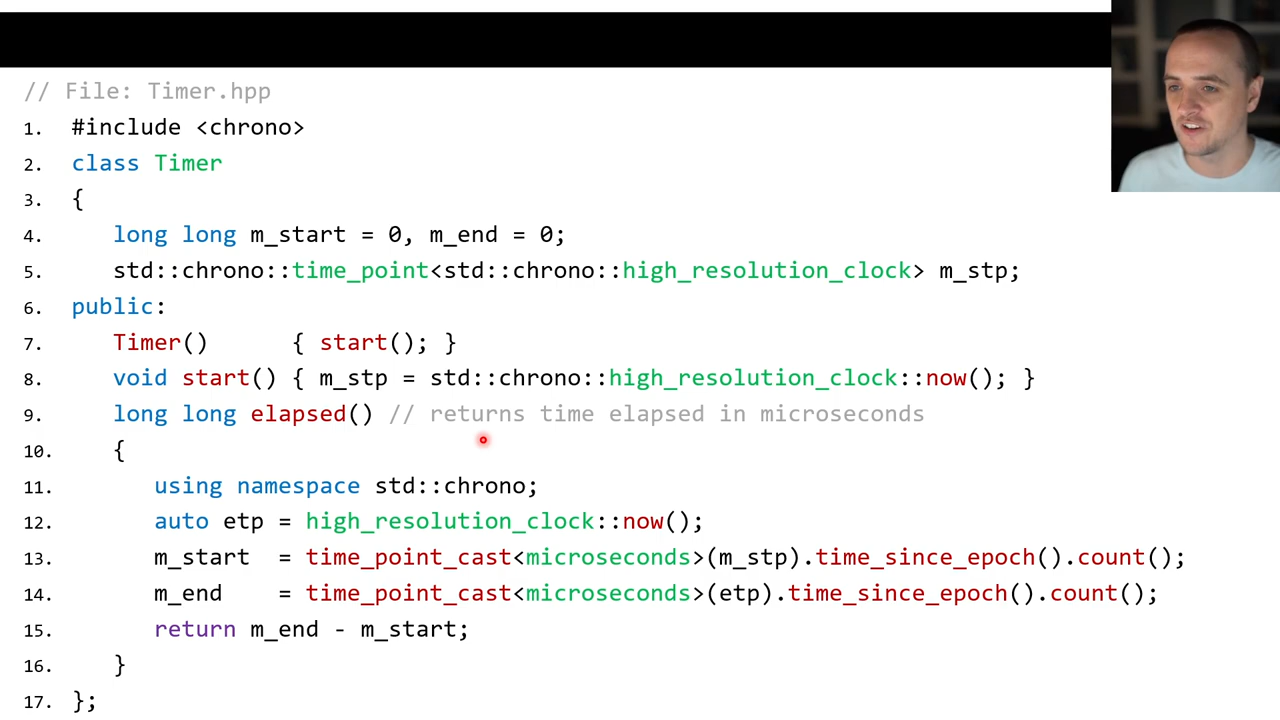 // File: Timer.hpp
1. #include <chrono>
2. class Timer
3. {
4. long long m_start = 0, m_end = 0;
5. std::chrono::time_point<std::chrono::high_resolution_clock> m_stp;
6. public:
7. Timer() { start(); }
8. void start() { m_stp = std::chrono::high_resolution_clock::now(); }
9. long long elapsed() // returns time elapsed in microseconds
10. {
11. using namespace std::chrono;
12. auto etp = high_resolution_clock::now();
13. m_start = time_point_cast<microseconds>(m_stp).time_since_epoch().count();
14. m_end = time_point_cast<microseconds>(etp).time_since_epoch().count();
15. return m_end - m_start;
16. }
17. };